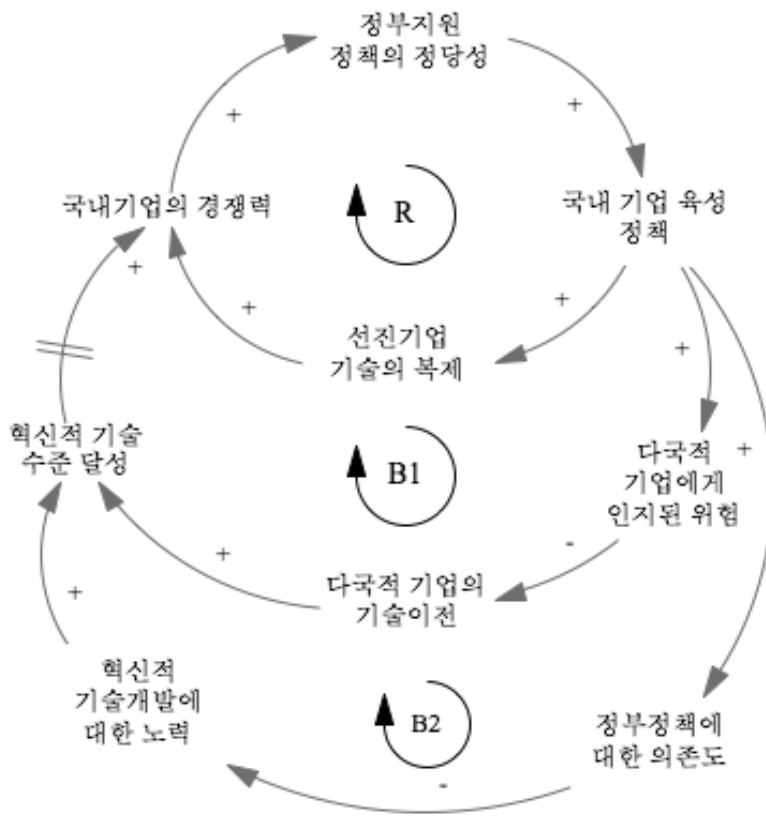 정부지원
정책의 정당성
+
+
국내기업의 경쟁력
R
국내 기업 육성
정책
+
+
+
선진기업
기술의 복제
+
혁신적 기술
수준 달성
B1
+
다국적
기업에게
인지된 위험
-
+
다국적 기업의
기술이전
+
혁신적
기술개발에
대한 노력
B2
정부정책에
대한 의존도
-